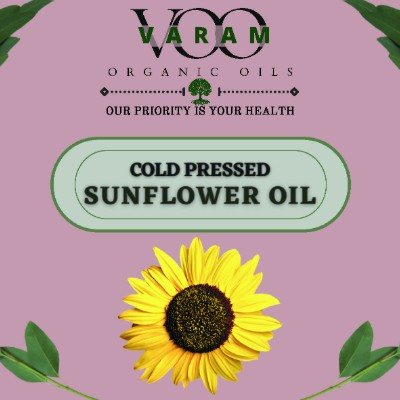 VOO
VARAM
ORGANIC OILS
OUR PRIORITY IS YOUR HEALTH
COLD PRESSED
SUNFLOWER OIL